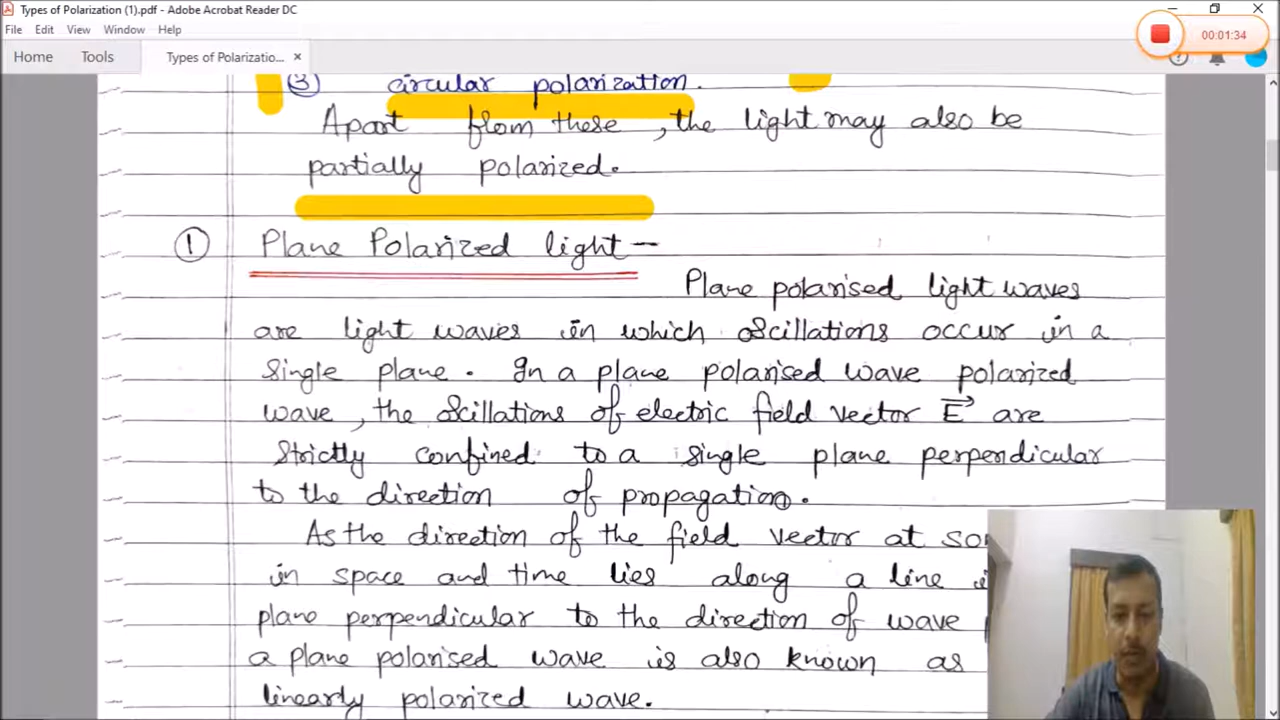 Types of Polarization (1).pdf - Adobe Acrobat Reader DC
File Edit View Window Help
00:01:34
Home Tools Types of Polarizatio... ×
③ circular polarization.
Apart from these, the light may also be
partially polarized.
① Plane Polarized light—
Plane polarised light waves
are light waves in which oscillations occur in a
single plane. In a plane polarised wave polarized
wave, the oscillations of electric field vector E→ are
strictly confined to a single plane perpendicular
to the direction of propagation.
As the direction of the field vector at
in space and time lies along a line
plane perpendicular to the direction of wave
a plane polarised wave is also known as
linearly polarized wave.